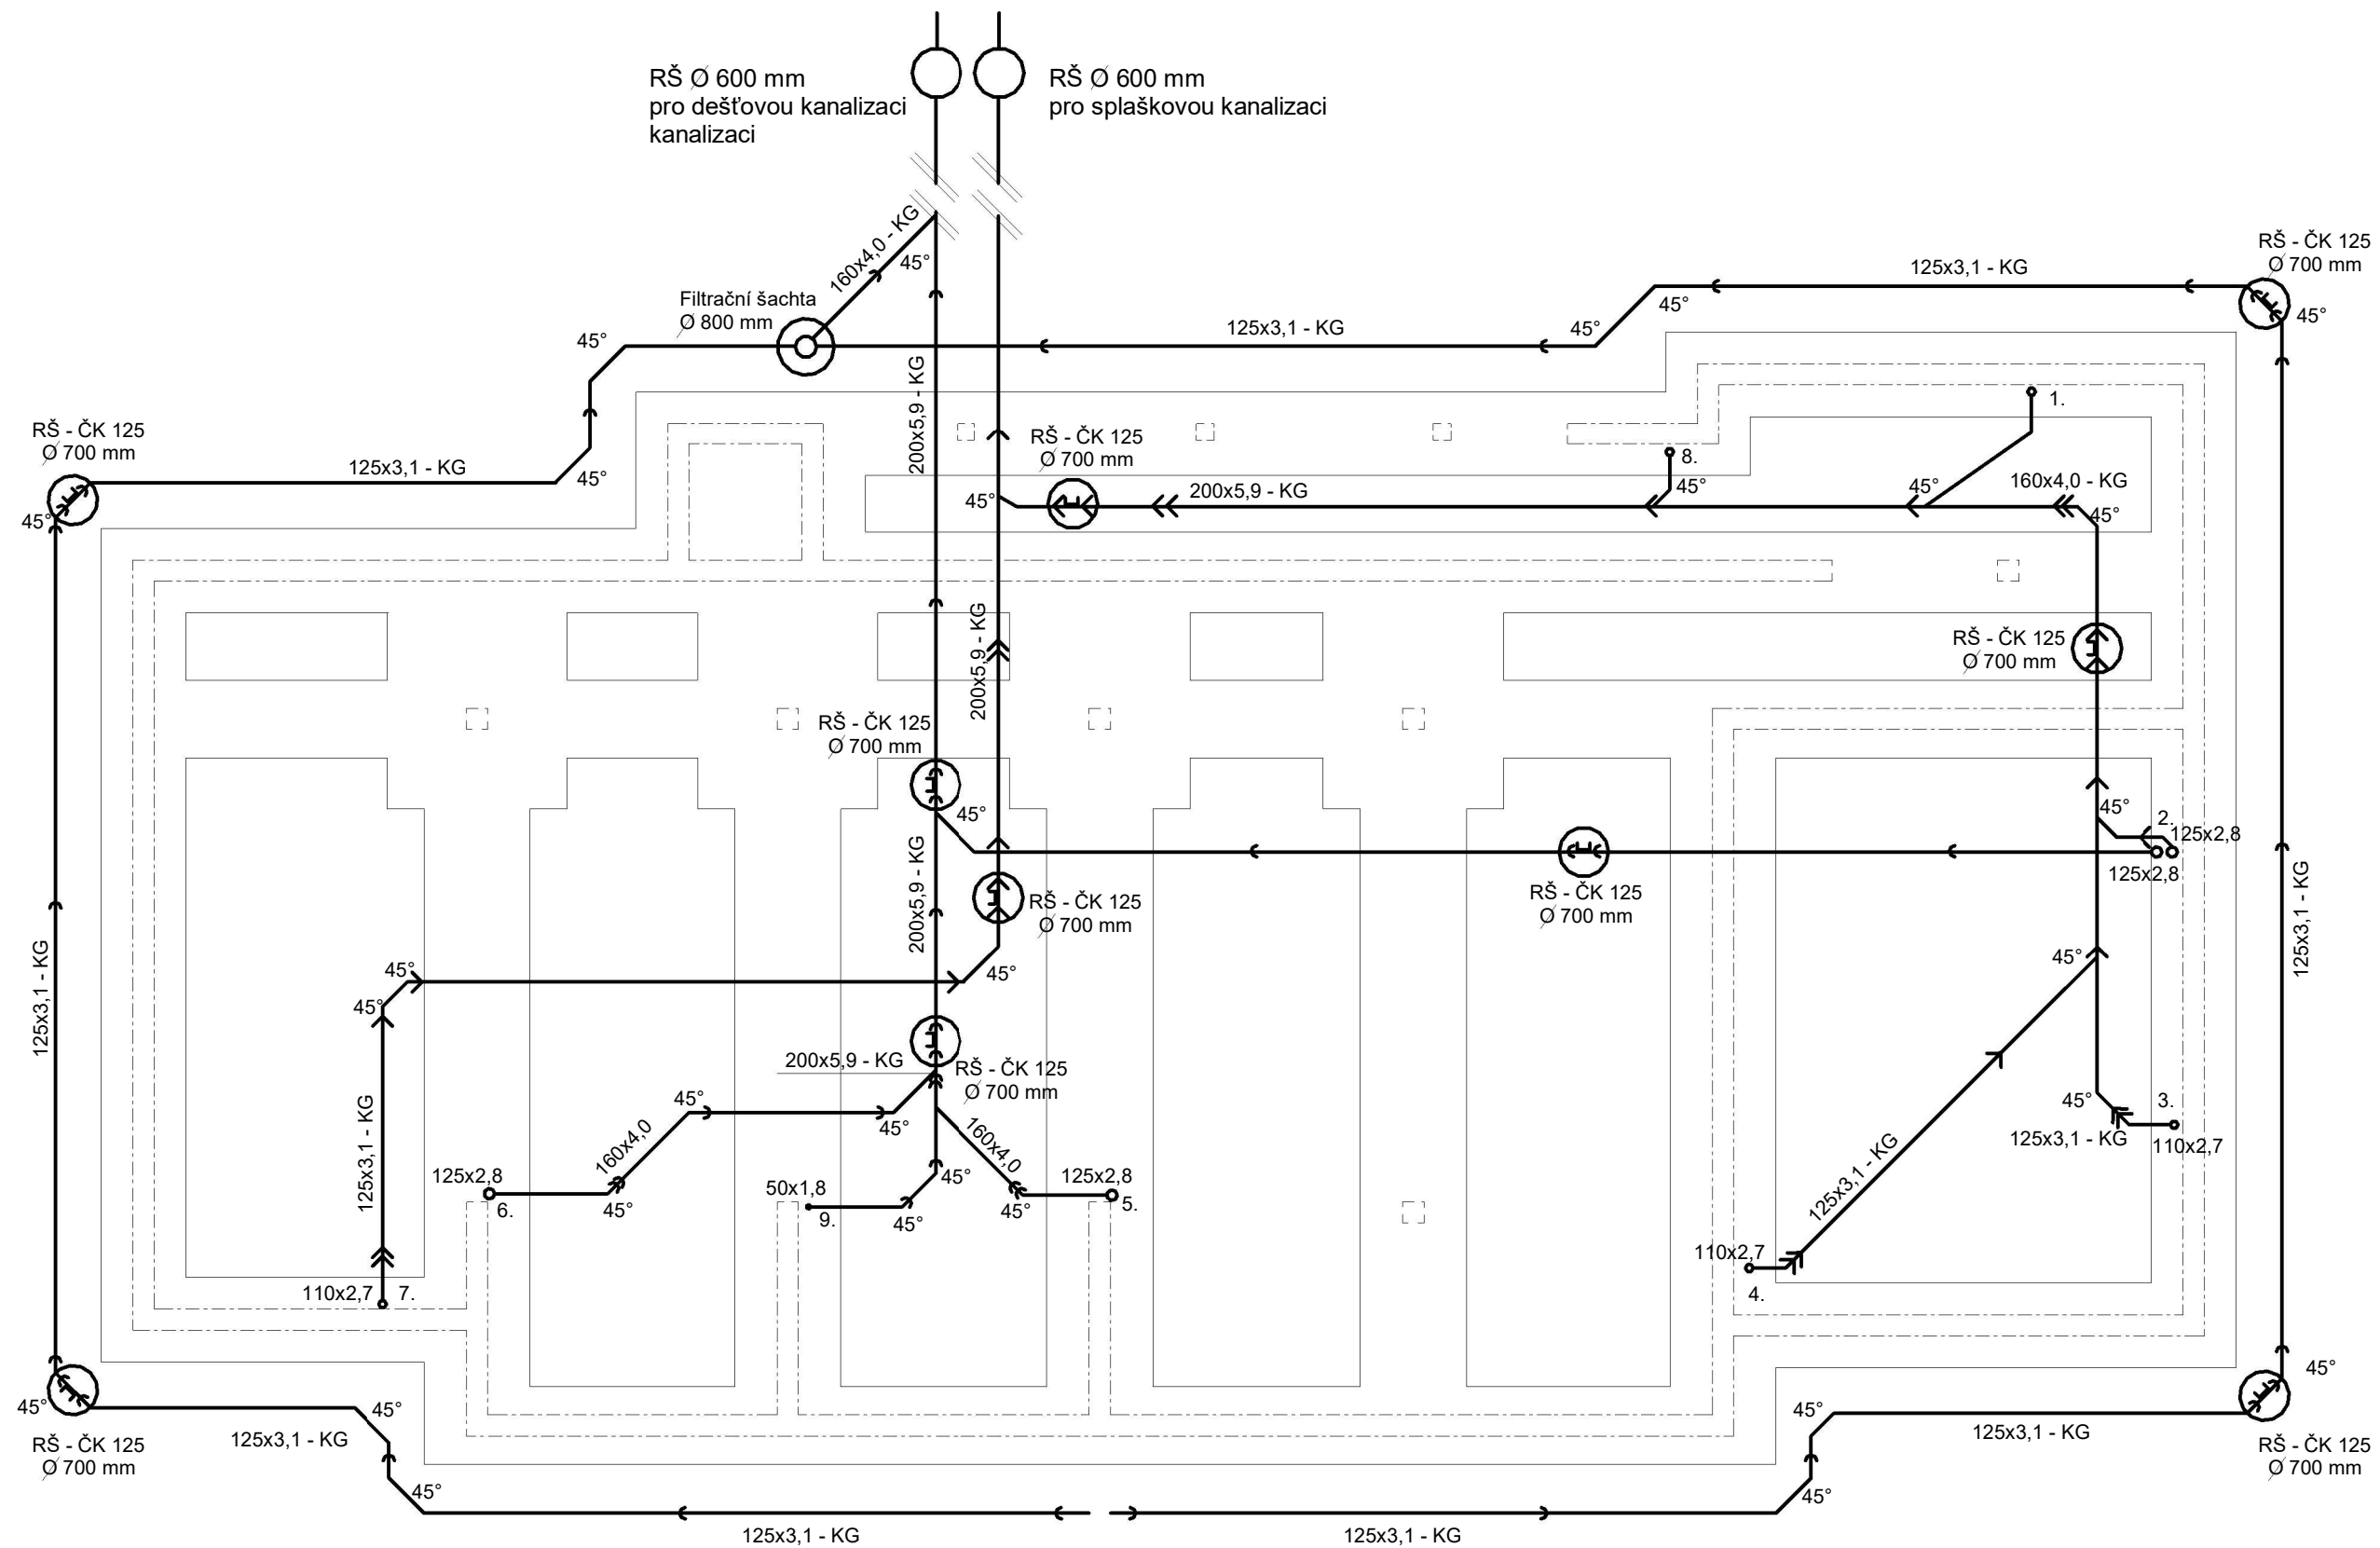 RŠ Ø 600 mm
pro dešťovou kanalizaci
kanalizaci
RŠ Ø 600 mm
pro splaškovou kanalizaci
160x4,0 - KG
45°
Filtrační šachta
Ø 800 mm
45°
125x3,1 - KG
45°
45°
125x3,1 - KG
RŠ - ČK 125
Ø 700 mm
45°
RŠ - ČK 125
Ø 700 mm
125x3,1 - KG
45°
45°
200x5,9 - KG
RŠ - ČK 125
Ø 700 mm
45°
200x5,9 - KG
8.
45°
1.
45°
160x4,0 - KG
45°
200x5,9 - KG
RŠ - ČK 125
Ø 700 mm
RŠ - ČK 125
Ø 700 mm
45°
45°
2.
125x2,8
125x2,8
200x5,9 - KG
RŠ - ČK 125
Ø 700 mm
RŠ - ČK 125
Ø 700 mm
125x3,1 - KG
125x3,1 - KG
45°
45°
45°
45°
200x5,9 - KG
RŠ - ČK 125
Ø 700 mm
45°
45°
125x3,1 - KG
160x4,0
160x4,0
45°
3.
125x3,1 - KG
110x2,7
125x3,1 - KG
125x2,8
6.
45°
50x1,8
9.
45°
45°
45°
125x2,8
5.
110x2,7
4.
110x2,7
7.
45°
45°
45°
RŠ - ČK 125
Ø 700 mm
125x3,1 - KG
45°
45°
125x3,1 - KG
RŠ - ČK 125
Ø 700 mm
45°
125x3,1 - KG
125x3,1 - KG